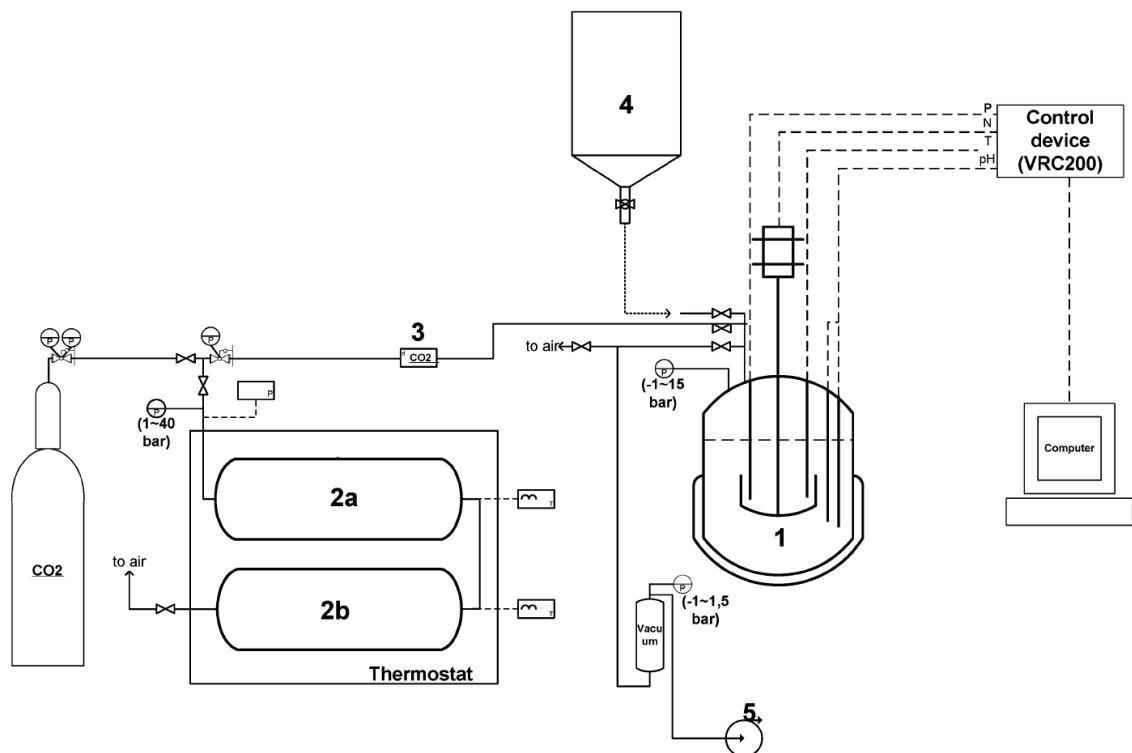 4
P
N
T
pH
Control
device
(VRC200)
P
P
P
3
CO2
to air
P
(-1~15
bar)
P
P
(1~40
bar)
2a
T
Computer
1
CO2
to air
2b
T
P
(-1~1,5
bar)
Vacu
um
Thermostat
5